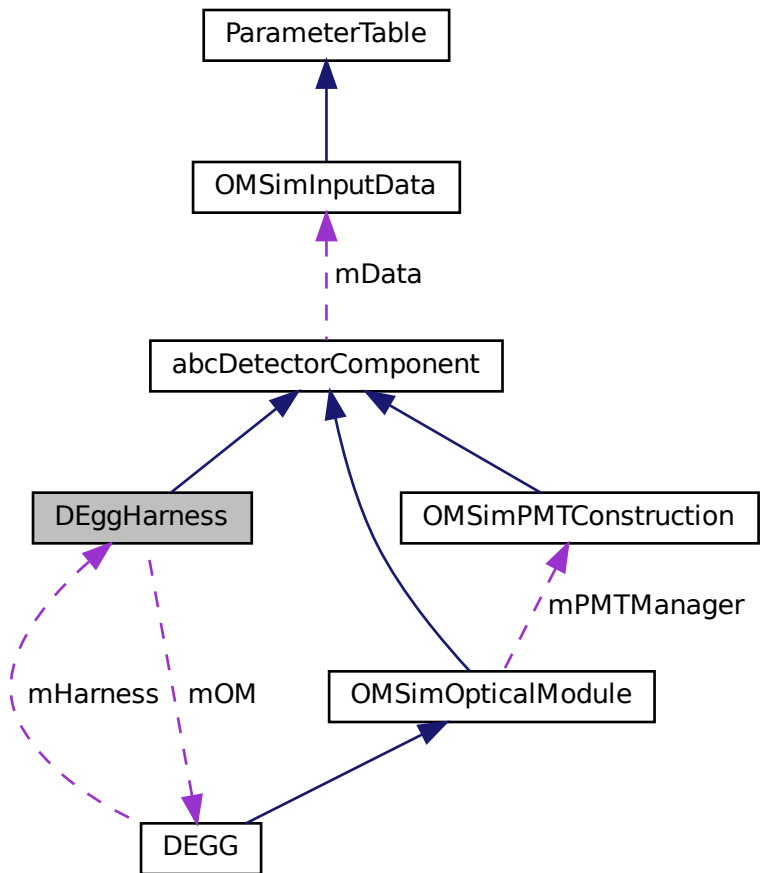 ParameterTable
OMSimInputData
mData
abcDetectorComponent
DEggHarness
OMSimPMTConstruction
mPMTManager
mHarness
mOM
OMSimOpticalModule
DEGG